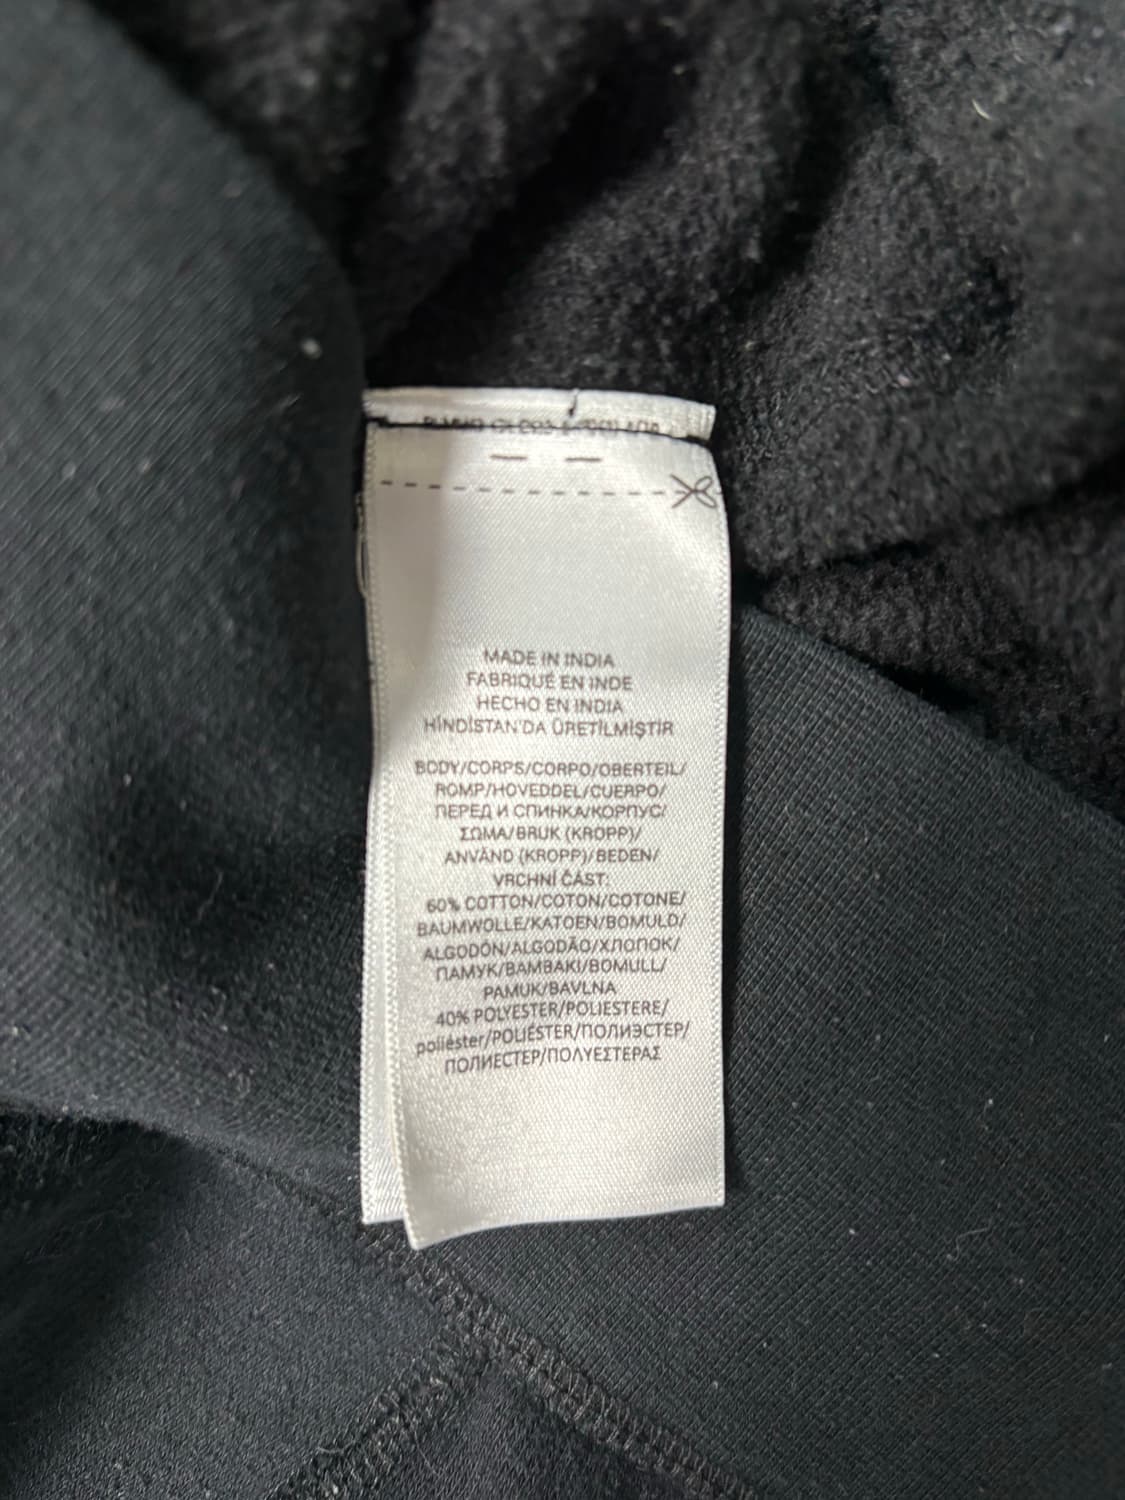 MADE IN INDIA
FABRIQUÉ EN INDE
HECHO EN INDIA
HİNDİSTAN'DA ÜRETİLMİŞTİR
BODY/CORPS/CORPO/OBERTEIL/
ROMP/HOVEDDEL/CUERPO/
ПЕРЕД И СПИНКА/КОРПУС/
ΣΩΜΑ/BRUK (KROPP)/
ANVÄND (KROPP)/BEDEN/
VRCHNÍ ČÁST:
60% COTTON/COTON/COTONE/
BAUMWOLLE/KATOEN/BOMULD/
ALGODÓN/ALGODÃO/ХЛОПОК/
ПАМУК/ΒΑΜΒΑΚΙ/BOMULL/
PAMUK/BAVLNA
40% POLYESTER/POLIESTERE/
poliéster/POLIÉSTER/ПОЛИЭСТЕР/
ПОЛИЕСТЕР/ΠΟΛΥΕΣΤΕΡΑΣ